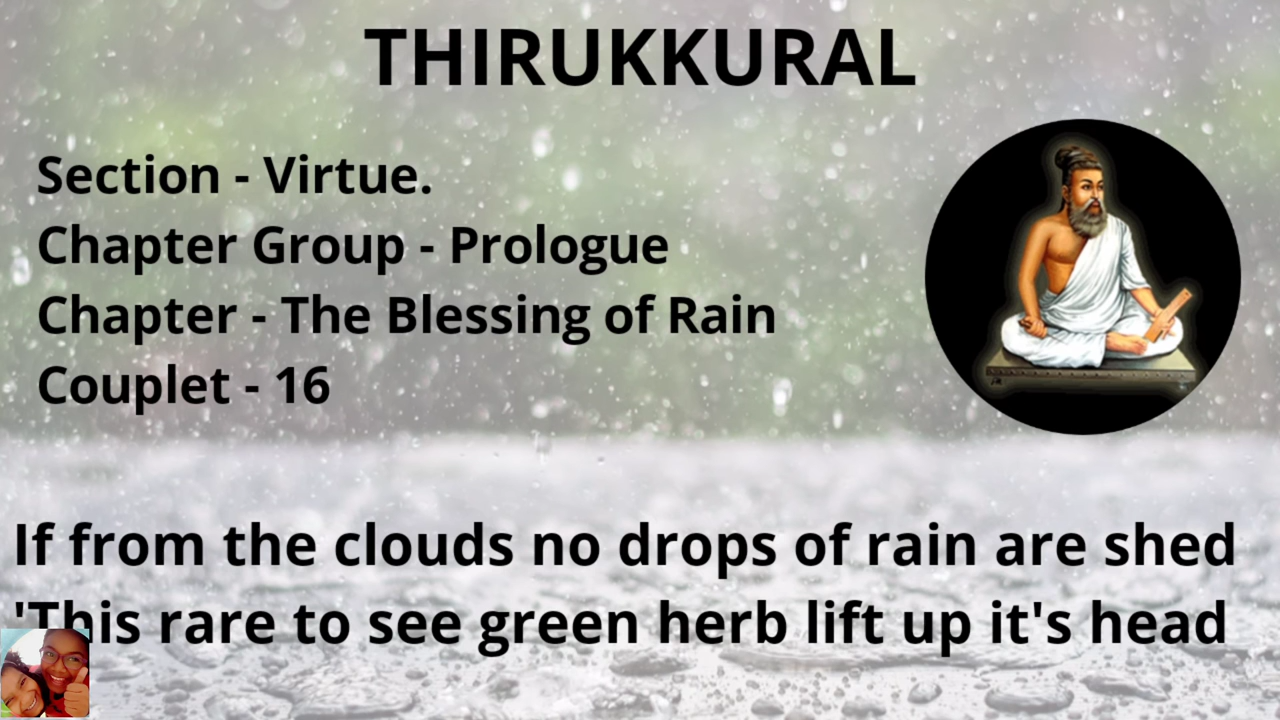 THIRUKKURAL
Section - Virtue.
Chapter Group - Prologue
Chapter - The Blessing of Rain
Couplet - 16
If from the clouds no drops of rain are shed
'This rare to see green herb lift up it's head